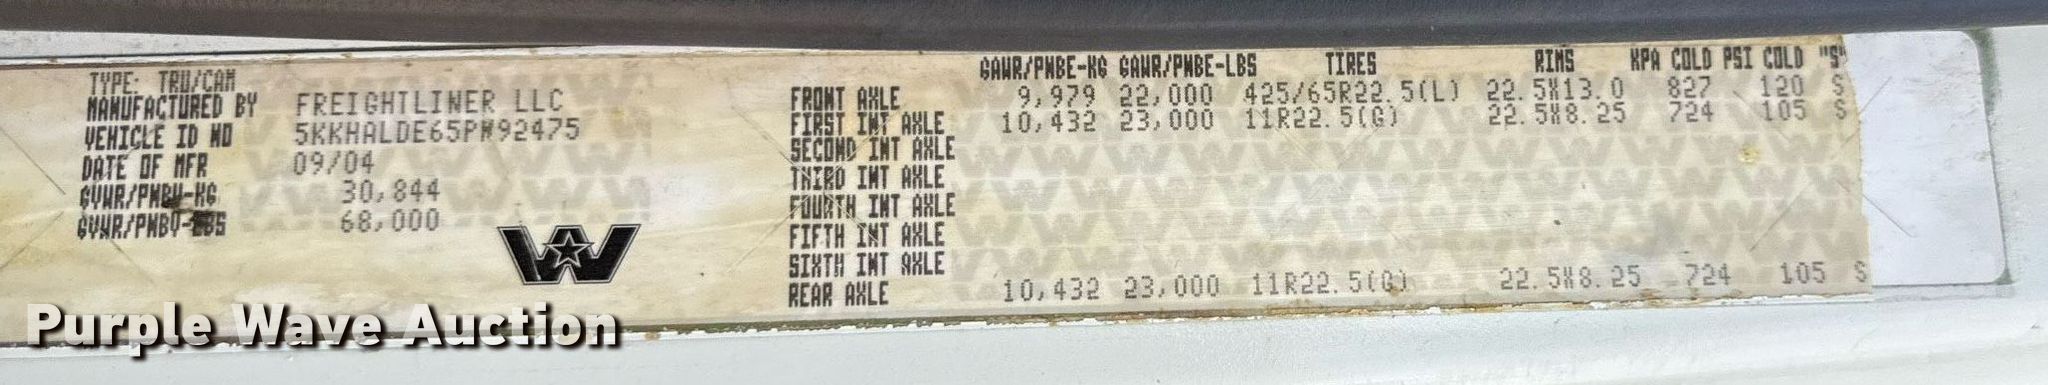 TYPE: TRU/CAM
MANUFACTURED BY FREIGHTLINER LLC
VEHICLE ID NO 5KKHALDE65PW92475
DATE OF MFR 09/04
GVWR/PNBV-KG 30,844
GVWR/PNBV-LBS 68,000
GAWR/PNBE-KG GAWR/PNBE-LBS TIRES RIMS KPA COLD PSI COLD "S"
FRONT AXLE 9,979 22,000 425/65R22.5(L) 22.5X13.0 827 120 S
FIRST INT AXLE 10,432 23,000 11R22.5(G) 22.5X8.25 724 105 S
SECOND INT AXLE
THIRD INT AXLE
FOURTH INT AXLE
FIFTH INT AXLE
SIXTH INT AXLE
REAR AXLE 10,432 23,000 11R22.5(G) 22.5X8.25 724 105 S
Purple Wave Auction